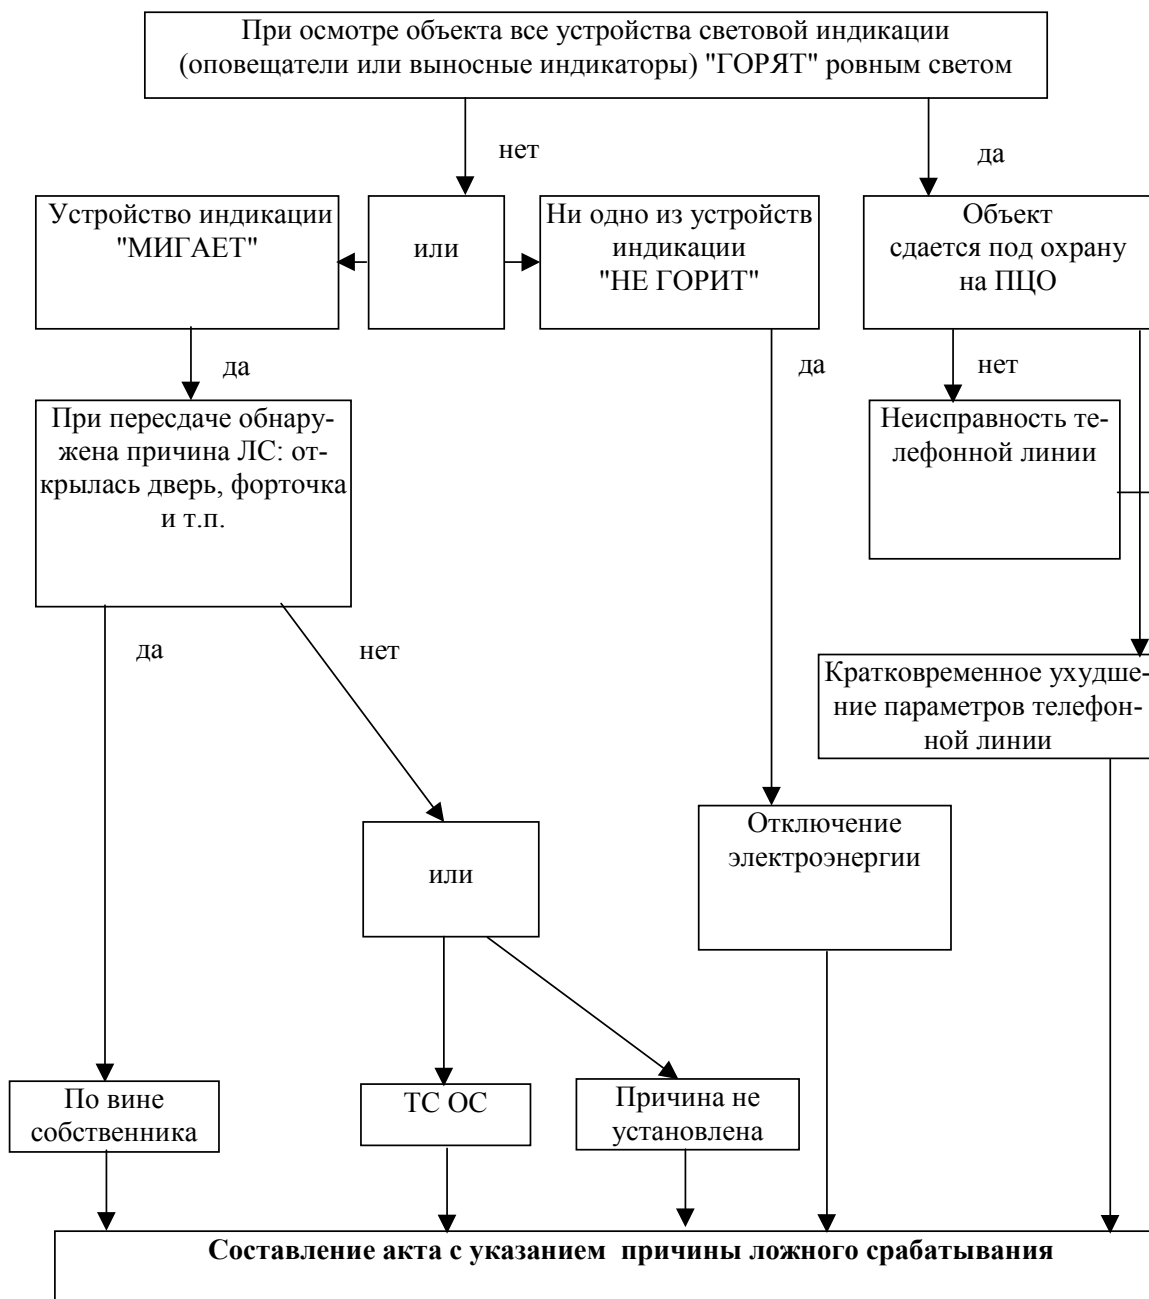 При осмотре объекта все устройства световой индикации
(оповещатели или выносные индикаторы) "ГОРЯТ" ровным светом
нет
да
Устройство индикации
"МИГАЕТ"
или
Ни одно из устройств
индикации
"НЕ ГОРИТ"
Объект
сдается под охрану
на ПЦО
да
да
нет
При пересдаче обнару-
жена причина ЛС: от-
крылась дверь, форточка
и т.п.
Неисправность те-
лефонной линии
да
нет
Кратковременное ухудше-
ние параметров телефон-
ной линии
или
Отключение
электроэнергии
По вине
собственника
ТС ОС
Причина не
установлена
Составление акта с указанием причины ложного срабатывания